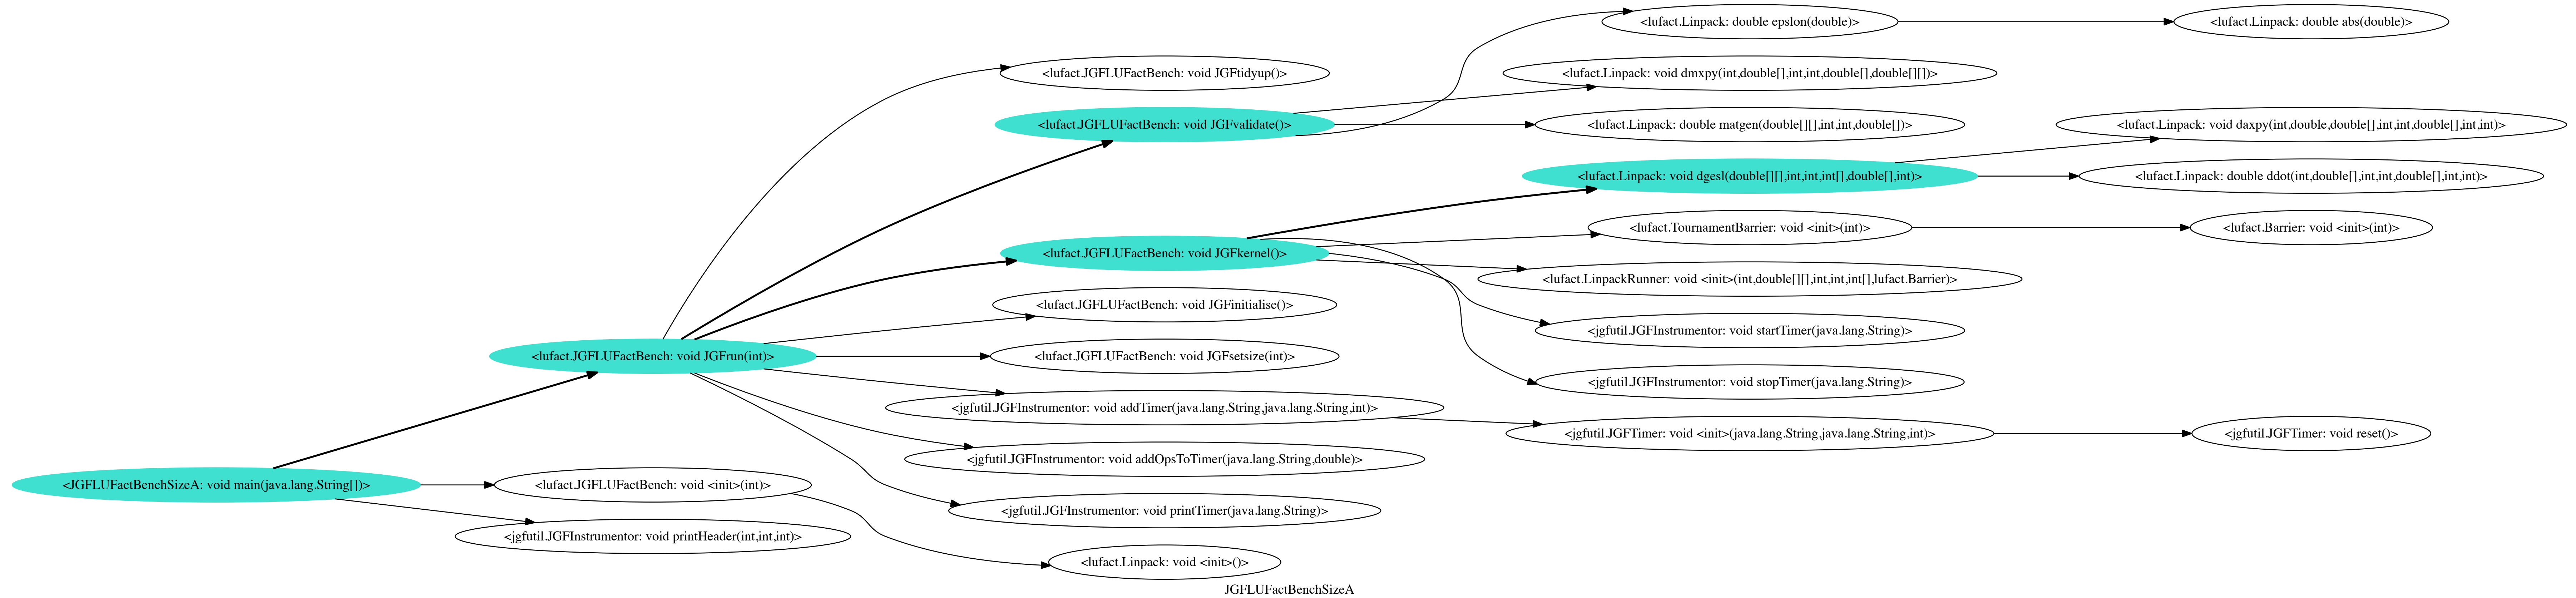 <lufact.Linpack: double epslon(double)>
<lufact.Linpack: double abs(double)>
<lufact.JGFLUFactBench: void JGFtidyup()>
<lufact.Linpack: void dmxpy(int,double[],int,int,double[],double[][])>
<lufact.JGFLUFactBench: void JGFvalidate()>
<lufact.Linpack: double matgen(double[][],int,int,double[])>
<lufact.Linpack: void daxpy(int,double,double[],int,int,double[],int,int)>
<lufact.Linpack: void dgesl(double[][],int,int,int[],double[],int)>
<lufact.Linpack: double ddot(int,double[],int,int,double[],int,int)>
<lufact.TournamentBarrier: void <init>(int)>
<lufact.Barrier: void <init>(int)>
<lufact.JGFLUFactBench: void JGFkernel()>
<lufact.LinpackRunner: void <init>(int,double[][],int,int,int[],lufact.Barrier)>
<lufact.JGFLUFactBench: void JGFinitialise()>
<jgfutil.JGFInstrumentor: void startTimer(java.lang.String)>
<lufact.JGFLUFactBench: void JGFrun(int)>
<lufact.JGFLUFactBench: void JGFsetsize(int)>
<jgfutil.JGFInstrumentor: void stopTimer(java.lang.String)>
<jgfutil.JGFInstrumentor: void addTimer(java.lang.String,java.lang.String,int)>
<jgfutil.JGFTimer: void <init>(java.lang.String,java.lang.String,int)>
<jgfutil.JGFTimer: void reset()>
<jgfutil.JGFInstrumentor: void addOpsToTimer(java.lang.String,double)>
<JGFLUFactBenchSizeA: void main(java.lang.String[])>
<lufact.JGFLUFactBench: void <init>(int)>
<jgfutil.JGFInstrumentor: void printTimer(java.lang.String)>
<jgfutil.JGFInstrumentor: void printHeader(int,int,int)>
<lufact.Linpack: void <init>()>
JGFLUFactBenchSizeA